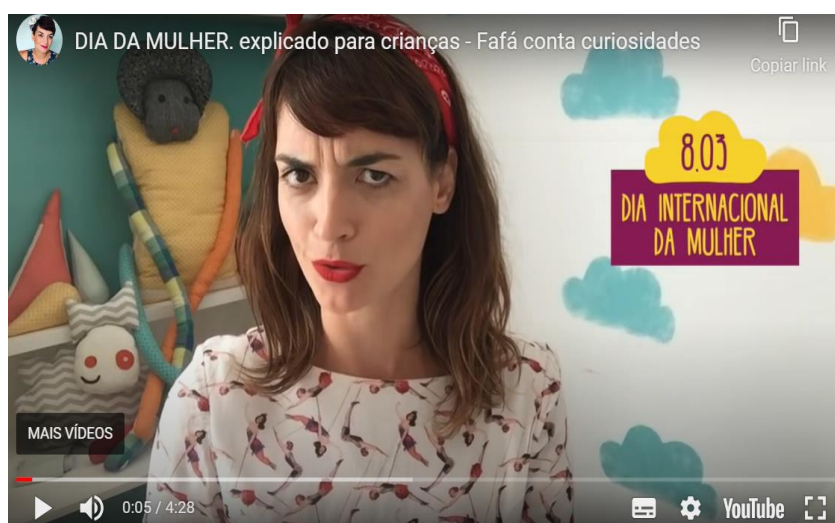 DIA DA MULHER. explicado para crianças - Fafá conta curiosidades
Copiar link
8.03
DIA INTERNACIONAL
DA MULHER
MAIS VÍDEOS
0:05 / 4:28
YouTube